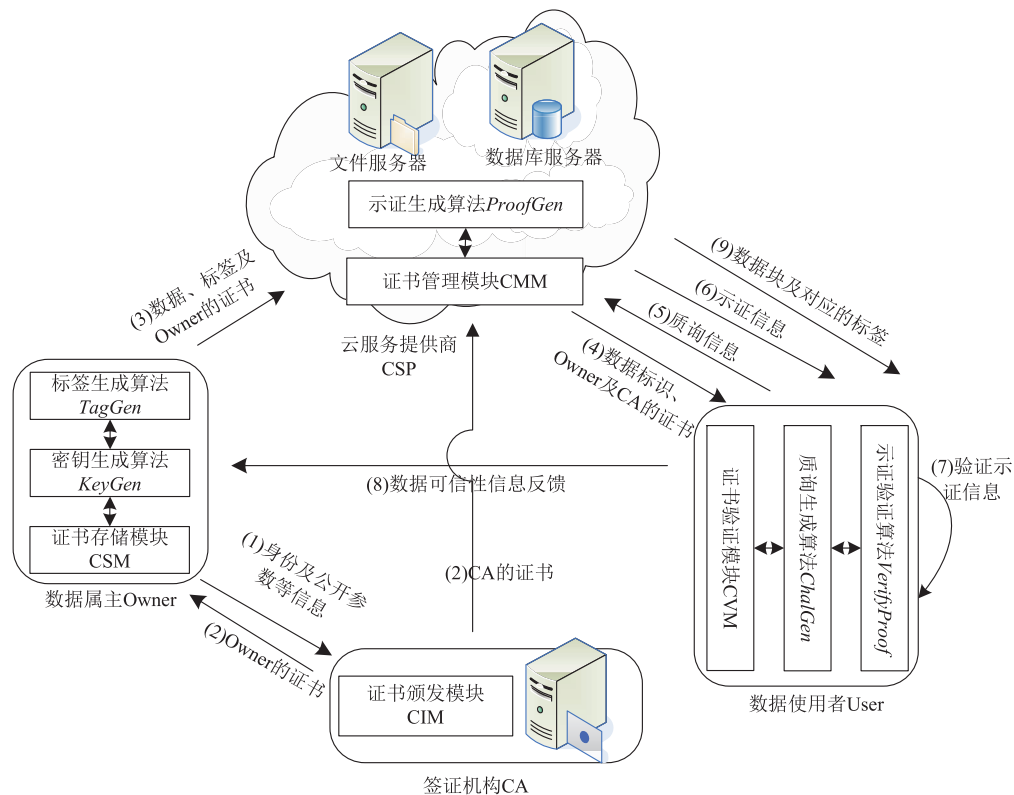 文件服务器
数据库服务器
示证生成算法ProofGen
证书管理模块CMM
云服务提供商
CSP
(3)数据、标签及
Owner的证书
(9)数据块及对应的标签
(6)示证信息
(5)质询信息
(4)数据标识、
Owner及CA的证书
标签生成算法
TagGen
密钥生成算法
KeyGen
证书存储模块
CSM
数据属主Owner
(8)数据可信性信息反馈
(7)验证示
证信息
证书验证模块CVM
质询生成算法ChalGen
示证验证算法VerifyProof
数据使用者User
(1)身份及公开参
数等信息
(2)Owner的证书
(2)CA的证书
证书颁发模块
CIM
签证机构CA